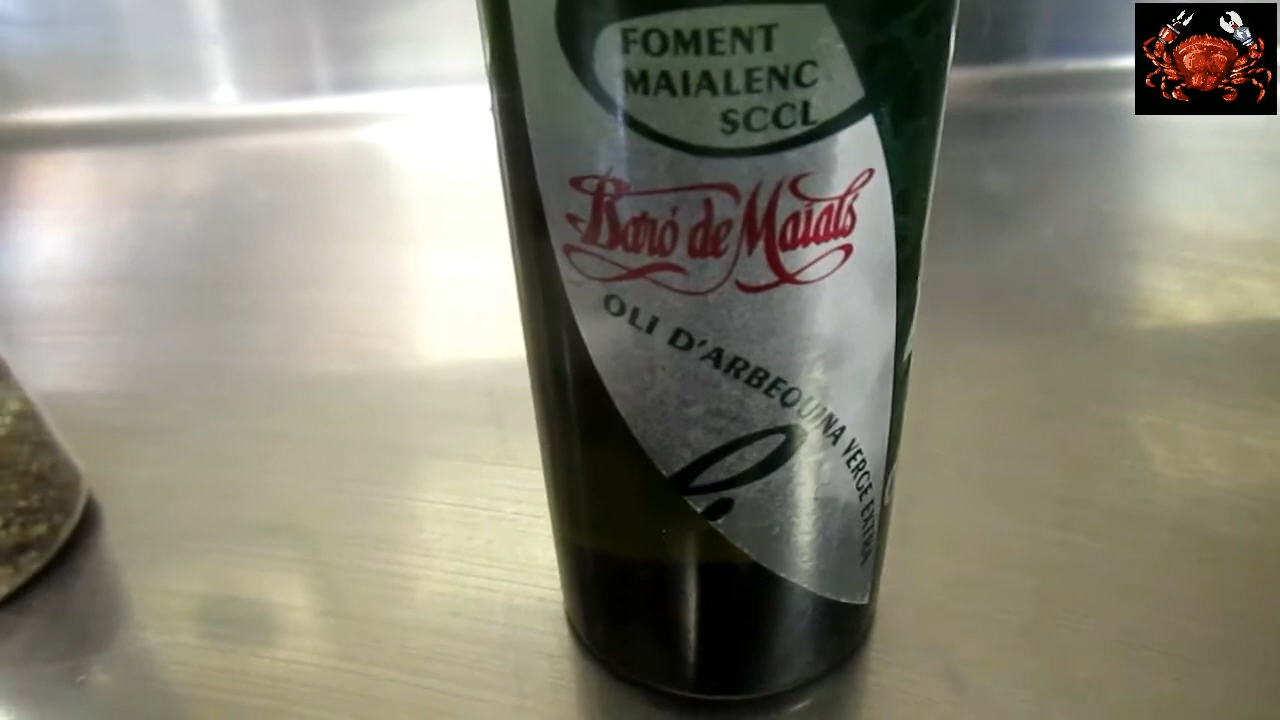 FOMENT
MAIALENC
SCCL
Baró de Maials
OLI D'ARBEQUINA VERGE EXTRA